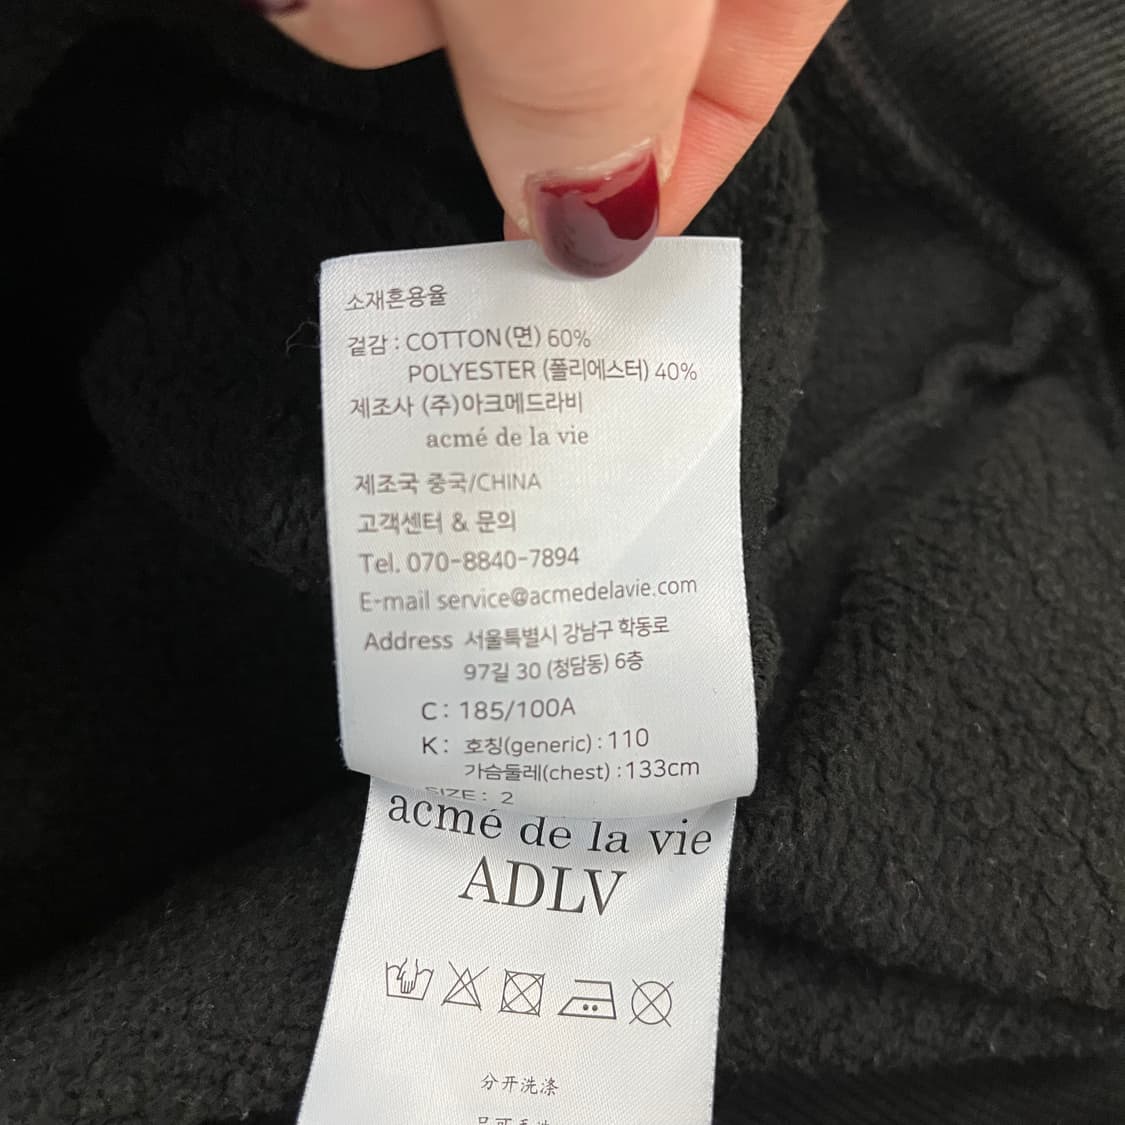 소재혼용율
겉감 : COTTON(면) 60%
POLYESTER (폴리에스터) 40%
제조사 (주)아크메드라비
acmé de la vie
제조국 중국/CHINA
고객센터 & 문의
Tel. 070-8840-7894
E-mail service@acmedelavie.com
Address 서울특별시 강남구 학동로
97길 30 (청담동) 6층
C : 185/100A
K : 호칭(generic) : 110
가슴둘레(chest) : 133cm
SIZE : 2
acmé de la vie
ADLV
分开洗涤